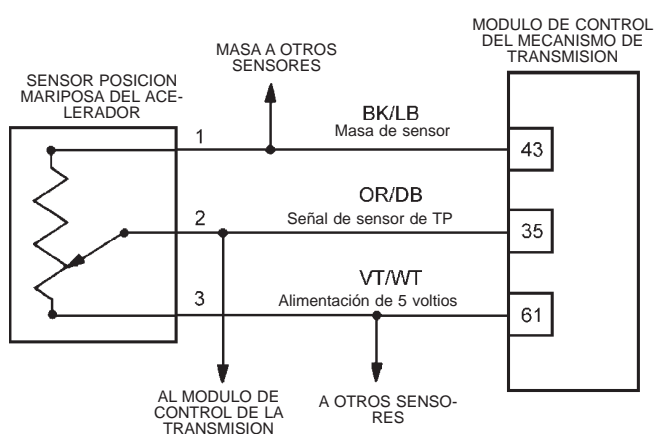 MODULO DE CONTROL
DEL MECANISMO DE
TRANSMISION
MASA A OTROS
SENSORES
SENSOR POSICION
MARIPOSA DEL ACE-
LERADOR
1
BK/LB
Masa de sensor
43
2
OR/DB
Señal de sensor de TP
35
3
VT/WT
Alimentación de 5 voltios
61
AL MODULO DE
CONTROL DE LA
TRANSMISION
A OTROS SENSO-
RES